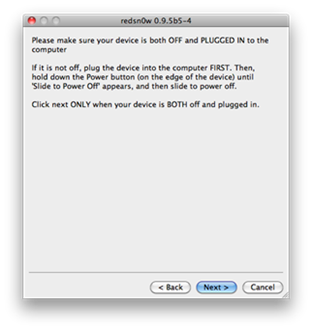 redsn0w 0.9.5b5-4
Please make sure your device is both OFF and PLUGGED IN to the
computer
If it is not off, plug the device into the computer FIRST. Then,
hold down the Power button (on the edge of the device) until
'Slide to Power Off' appears, and then slide to power off.
Click next ONLY when your device is BOTH off and plugged in.
< Back Next > Cancel